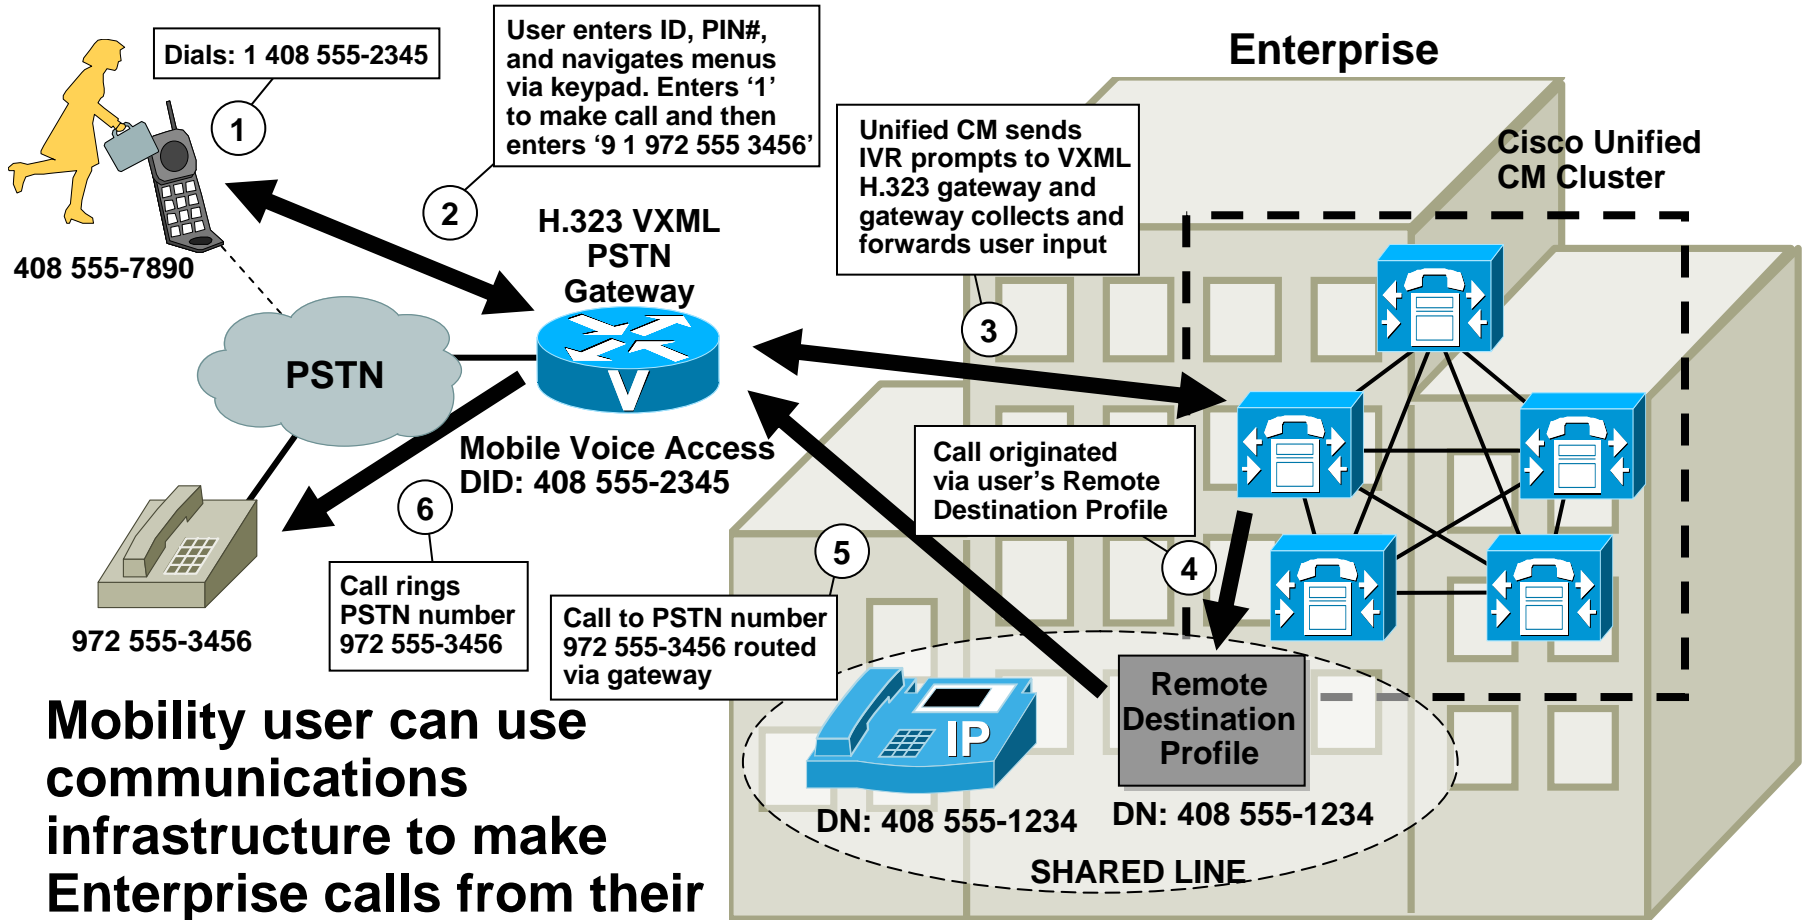 Dials: 1 408 555-2345
User enters ID, PIN#,
and navigates menus
via keypad. Enters ‘1’
to make call and then
enters ‘9 1 972 555 3456’
Enterprise
1
2
Unified CM sends
IVR prompts to VXML
H.323 gateway and
gateway collects and
forwards user input
Cisco Unified
CM Cluster
H.323 VXML
PSTN
Gateway
408 555-7890
3
PSTN
V
Mobile Voice Access
DID: 408 555-2345
Call originated
via user’s Remote
Destination Profile
6
5
4
Call rings
PSTN number
972 555-3456
Call to PSTN number
972 555-3456 routed
via gateway
972 555-3456
Remote
Destination
Profile
IP
DN: 408 555-1234
DN: 408 555-1234
SHARED LINE
Mobility user can use
communications
infrastructure to make
Enterprise calls from their